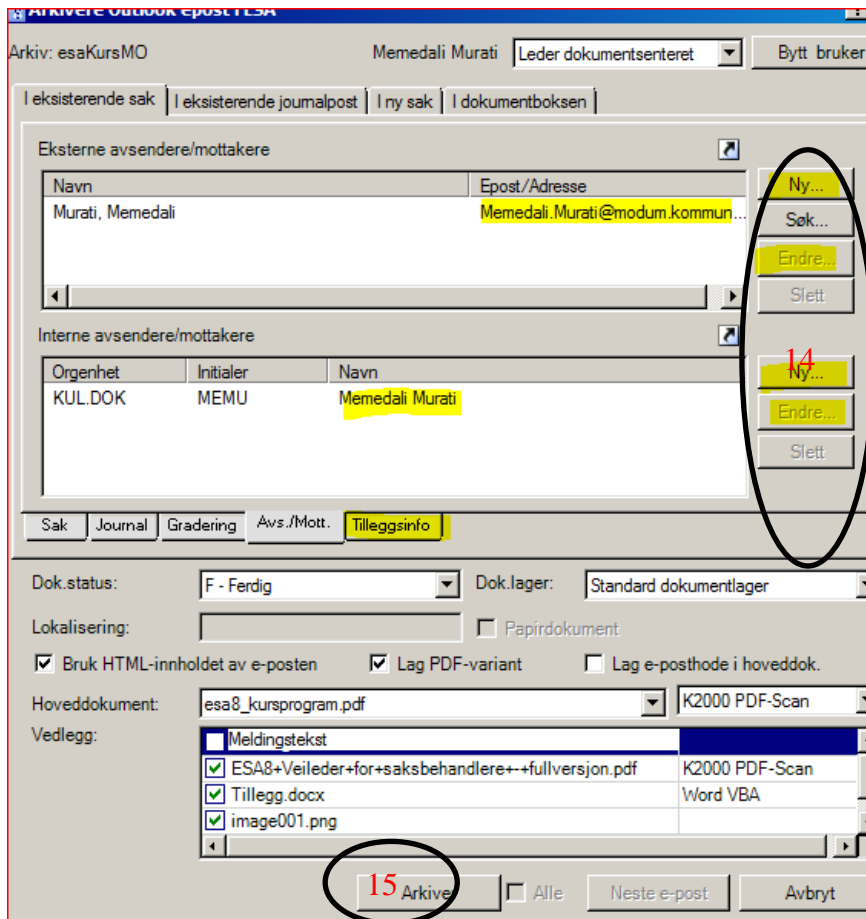 Arkivere Outlook epost i ESA
Arkiv: esaKursMO Memedali Murati Leder dokumentsenteret Bytt bruker
I eksisterende sak I eksisterende journalpost I ny sak I dokumentboksen
Eksterne avsendere/mottakere
Navn Epost/Adresse Ny...
Murati, Memedali Memedali.Murati@modum.kommun... Søk...
Endre...
Slett
Interne avsendere/mottakere
14
Orgenhet Initialer Navn Ny...
KUL.DOK MEMU Memedali Murati Endre...
Slett
Sak Journal Gradering Avs./Mott. Tilleggsinfo
Dok.status: F - Ferdig Dok.lager: Standard dokumentlager
Lokalisering: Papirdokument
Bruk HTML-innholdet av e-posten Lag PDF-variant Lag e-posthode i hoveddok.
Hoveddokument: esa8_kursprogram.pdf K2000 PDF-Scan
Vedlegg: Meldingstekst
ESA8+Veileder+for+saksbehandlere+-+fullversjon.pdf K2000 PDF-Scan
Tillegg.docx Word VBA
image001.png
15 Arkiver Alle Neste e-post Avbryt